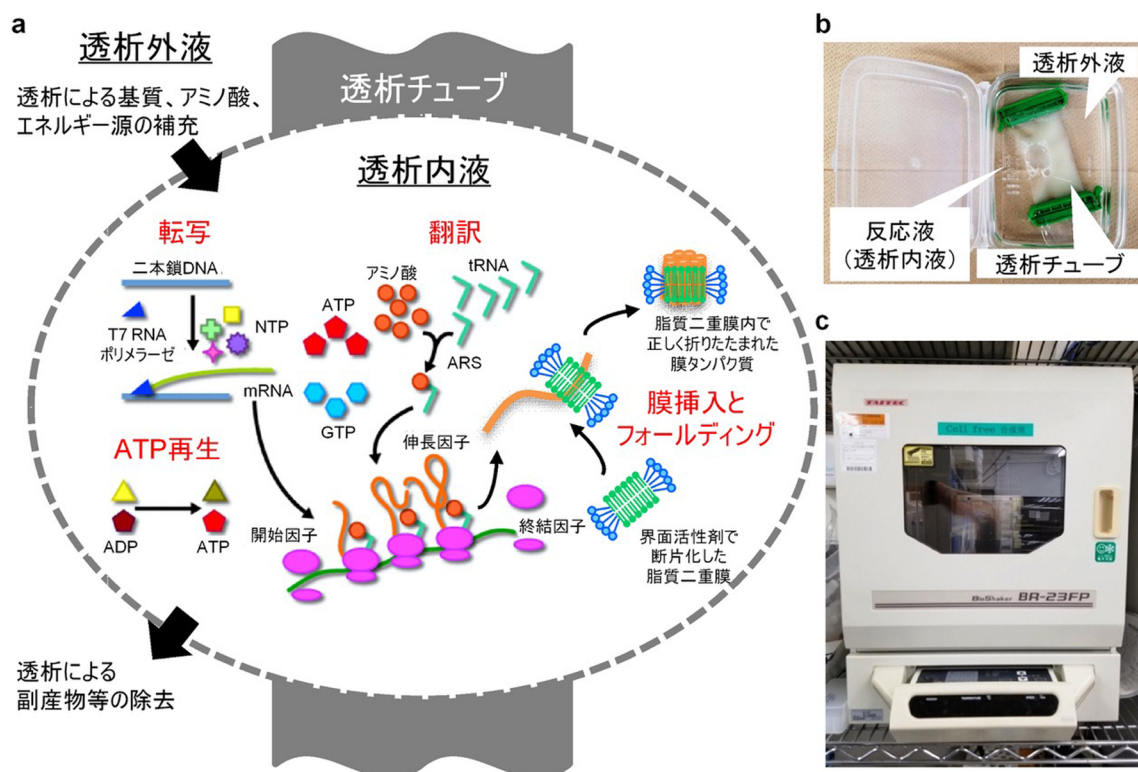 a
透析外液
透析による基質、アミノ酸、
エネルギー源の補充
透析チューブ
透析内液
転写
二本鎖DNA
T7 RNA
ポリメラーゼ
NTP
mRNA
ATP再生
ADP
ATP
翻訳
アミノ酸
tRNA
ATP
ARS
GTP
伸長因子
開始因子
終結因子
脂質二重膜内で
正しく折りたたまれた
膜タンパク質
膜挿入と
フォールディング
界面活性剤で
断片化した
脂質二重膜
透析による
副産物等の除去
b
透析外液
反応液
（透析内液）
透析チューブ
c
TAITEC
Cell free 合成用
BioShaker BR-23FP